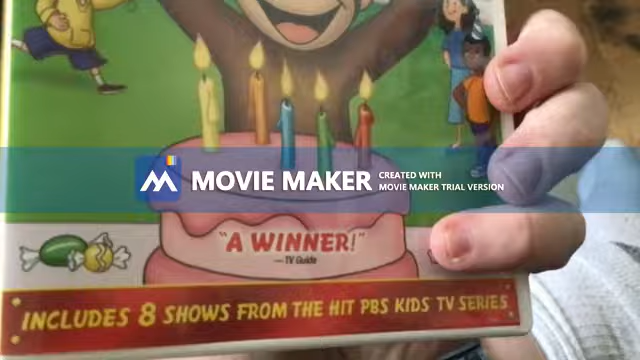 MOVIE MAKER
CREATED WITH
MOVIE MAKER TRIAL VERSION
"A WINNER!"
—TV Guide
INCLUDES 8 SHOWS FROM THE HIT PBS KIDS TV SERIES